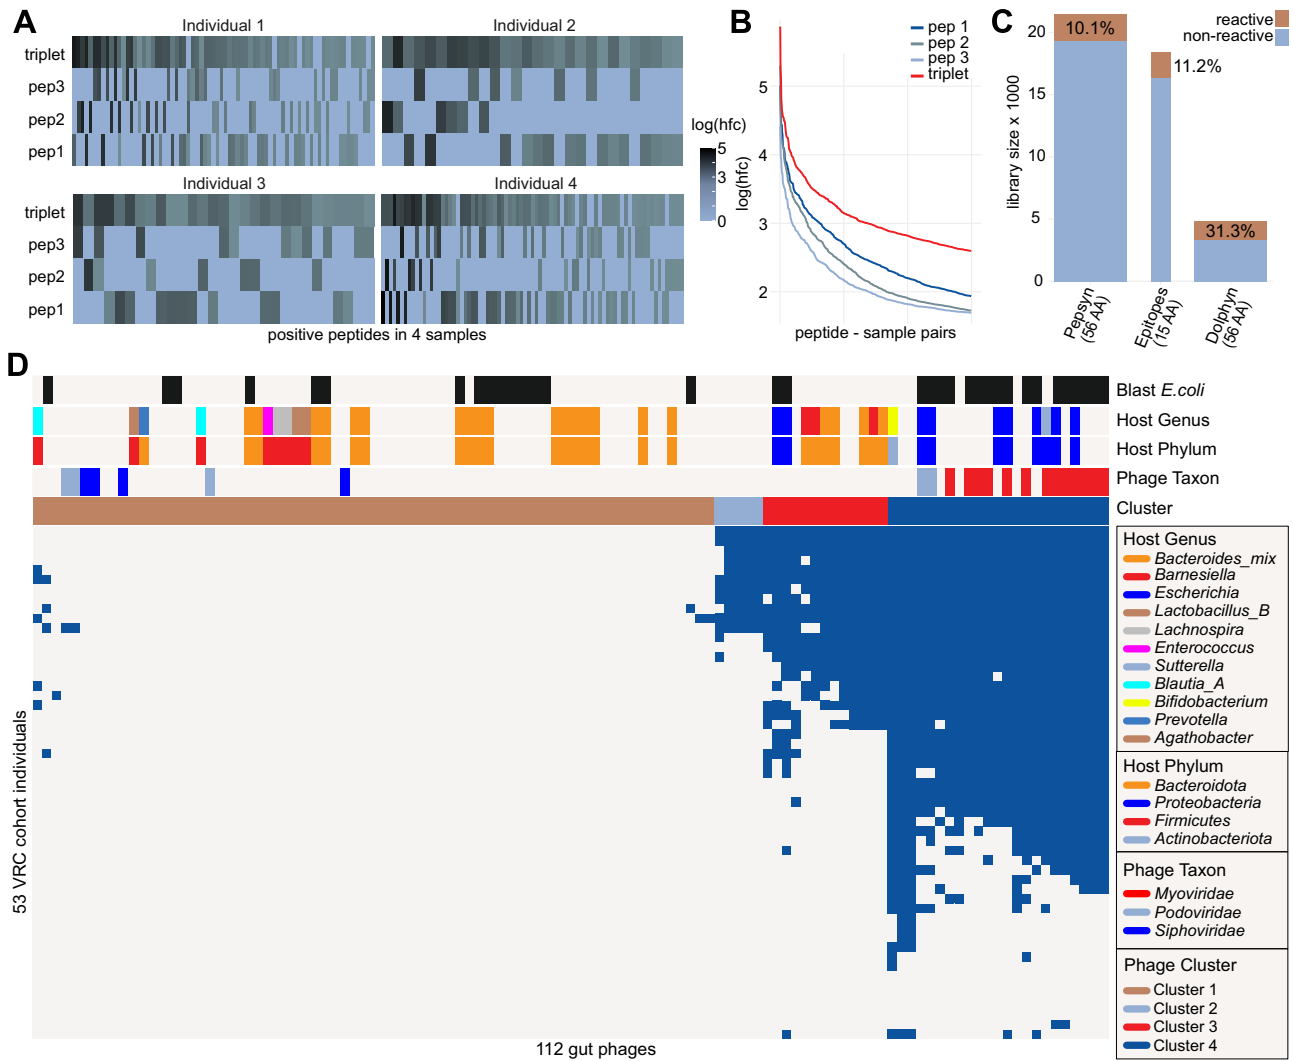 A
Individual 1
Individual 2
triplet
pep3
pep2
pep1
Individual 3
Individual 4
triplet
pep3
pep2
pep1
positive peptides in 4 samples
log(hfc)
5
3
0
B
pep 1
pep 2
pep 3
triplet
log(hfc)
5
4
3
2
peptide - sample pairs
C
reactive
non-reactive
library size x 1000
20
15
10
5
0
10.1%
11.2%
31.3%
Pepsyn
(56 AA)
Epitopes
(15 AA)
Dolphyn
(56 AA)
D
Blast E.coli
Host Genus
Host Phylum
Phage Taxon
Cluster
53 VRC cohort individuals
112 gut phages
Host Genus
Bacteroides_mix
Barnesiella
Escherichia
Lactobacillus_B
Lachnospira
Enterococcus
Sutterella
Blautia_A
Bifidobacterium
Prevotella
Agathobacter
Host Phylum
Bacteroidota
Proteobacteria
Firmicutes
Actinobacteriota
Phage Taxon
Myoviridae
Podoviridae
Siphoviridae
Phage Cluster
Cluster 1
Cluster 2
Cluster 3
Cluster 4